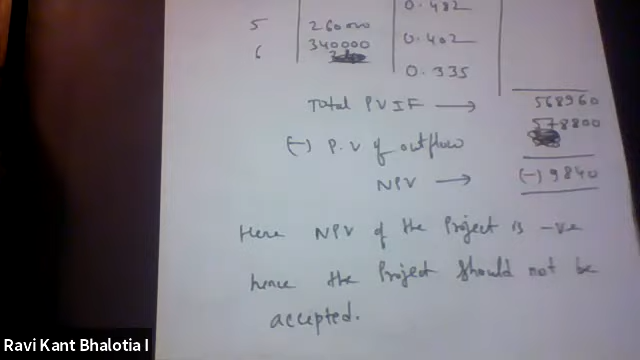 0.482
5 260000 0.402
6 340000
0.335
Total PVIF → 568960
(-) P.V of outflow 578800
NPV → (-) 9840
Here NPV of the Project is -ve
hence the Project should not be
accepted.
Ravi Kant Bhalotia I